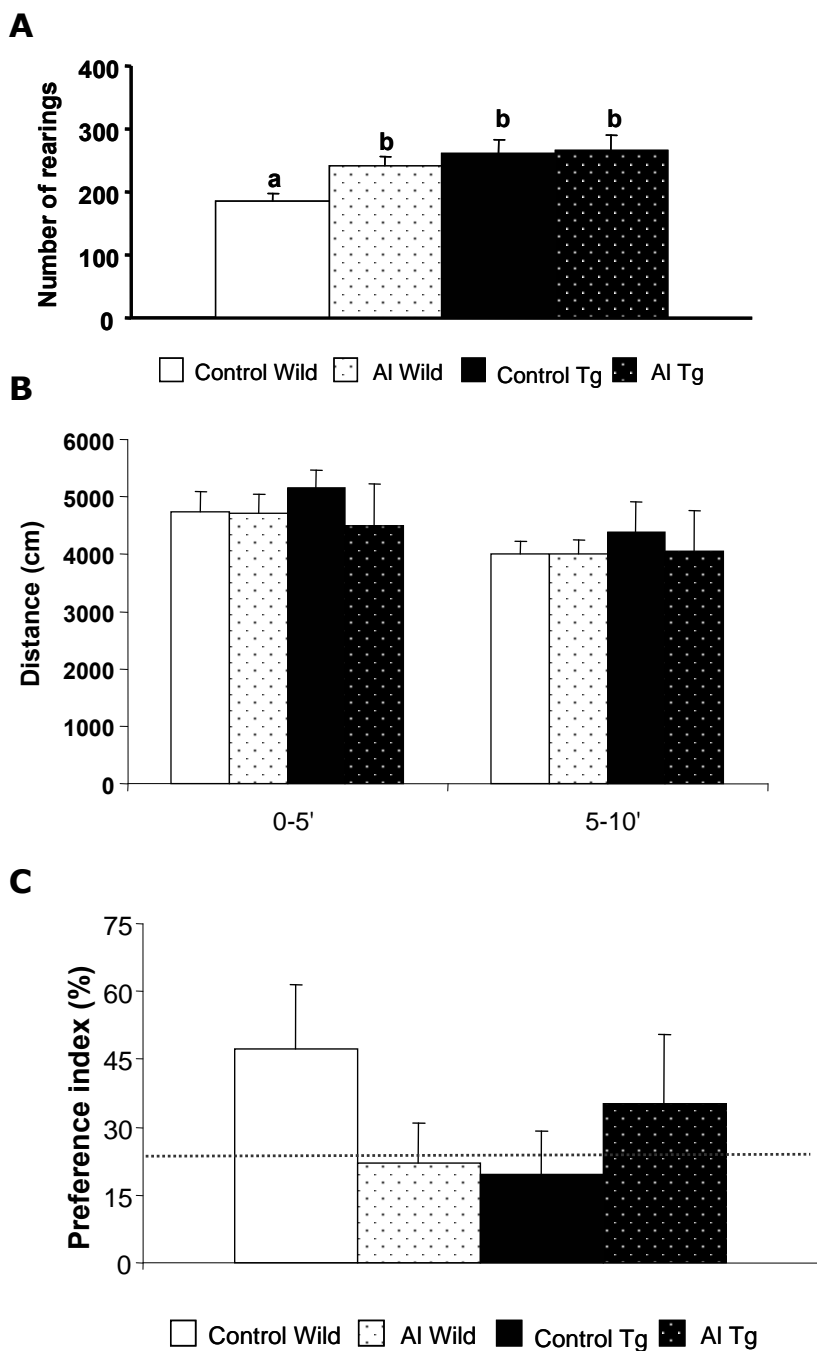 A
400
300
200
100
0
Number of rearings
a
b
b
b
Control Wild Al Wild Control Tg Al Tg
B
6000
5000
4000
3000
2000
1000
0
Distance (cm)
0-5' 5-10'
C
75
60
45
30
15
0
Preference index (%)
Control Wild Al Wild Control Tg Al Tg